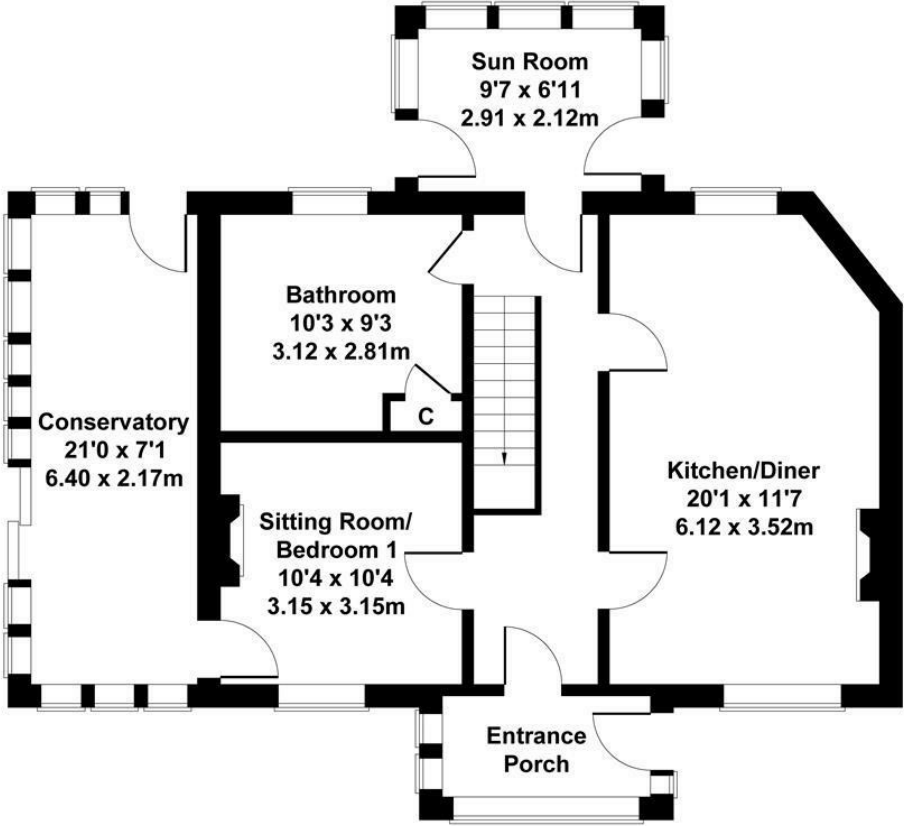 Sun Room
9'7 x 6'11
2.91 x 2.12m
Bathroom
10'3 x 9'3
3.12 x 2.81m
C
Conservatory
21'0 x 7'1
6.40 x 2.17m
Sitting Room/
Bedroom 1
10'4 x 10'4
3.15 x 3.15m
Kitchen/Diner
20'1 x 11'7
6.12 x 3.52m
Entrance
Porch